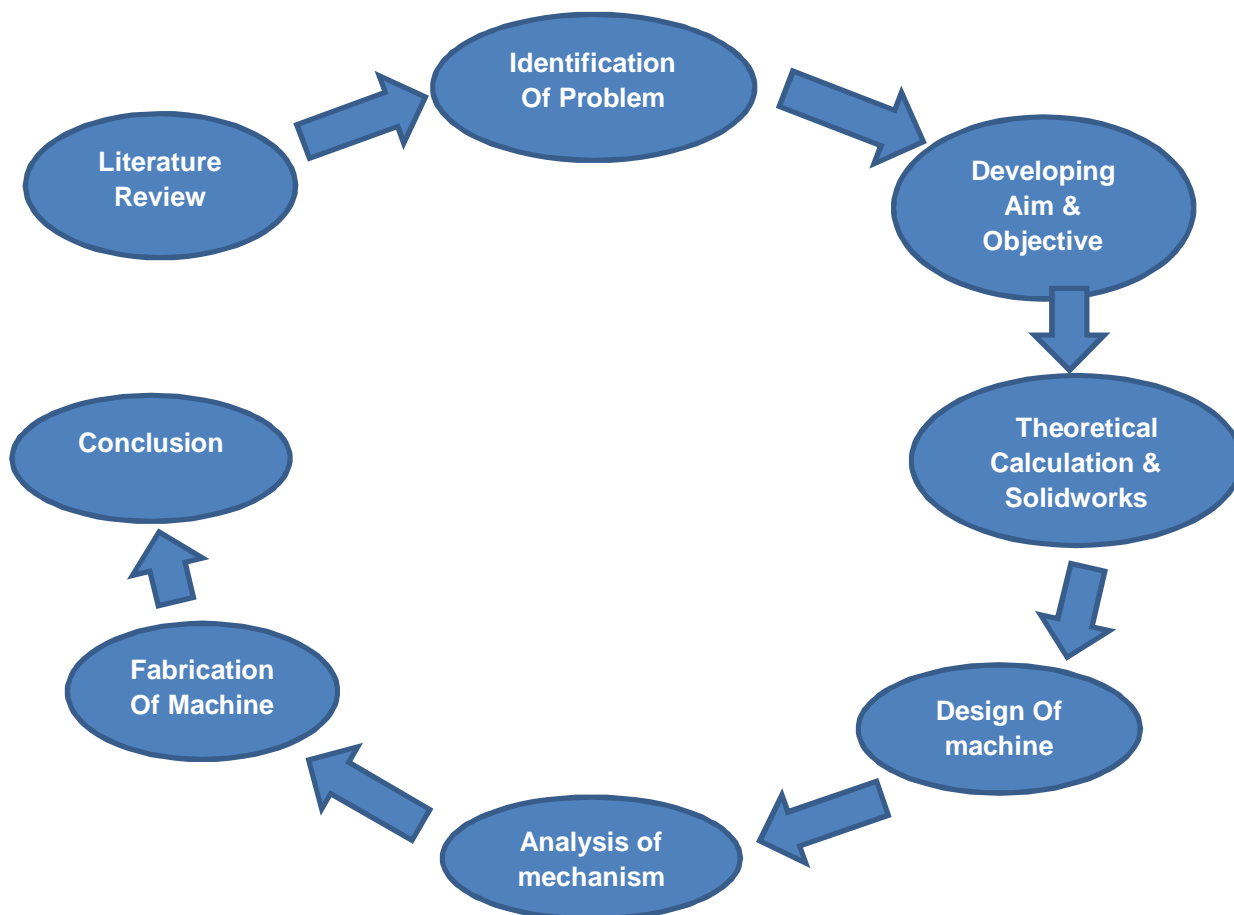 Literature
Review
Identification
Of Problem
Developing
Aim &
Objective
Theoretical
Calculation &
Solidworks
Design Of
machine
Analysis of
mechanism
Fabrication
Of Machine
Conclusion